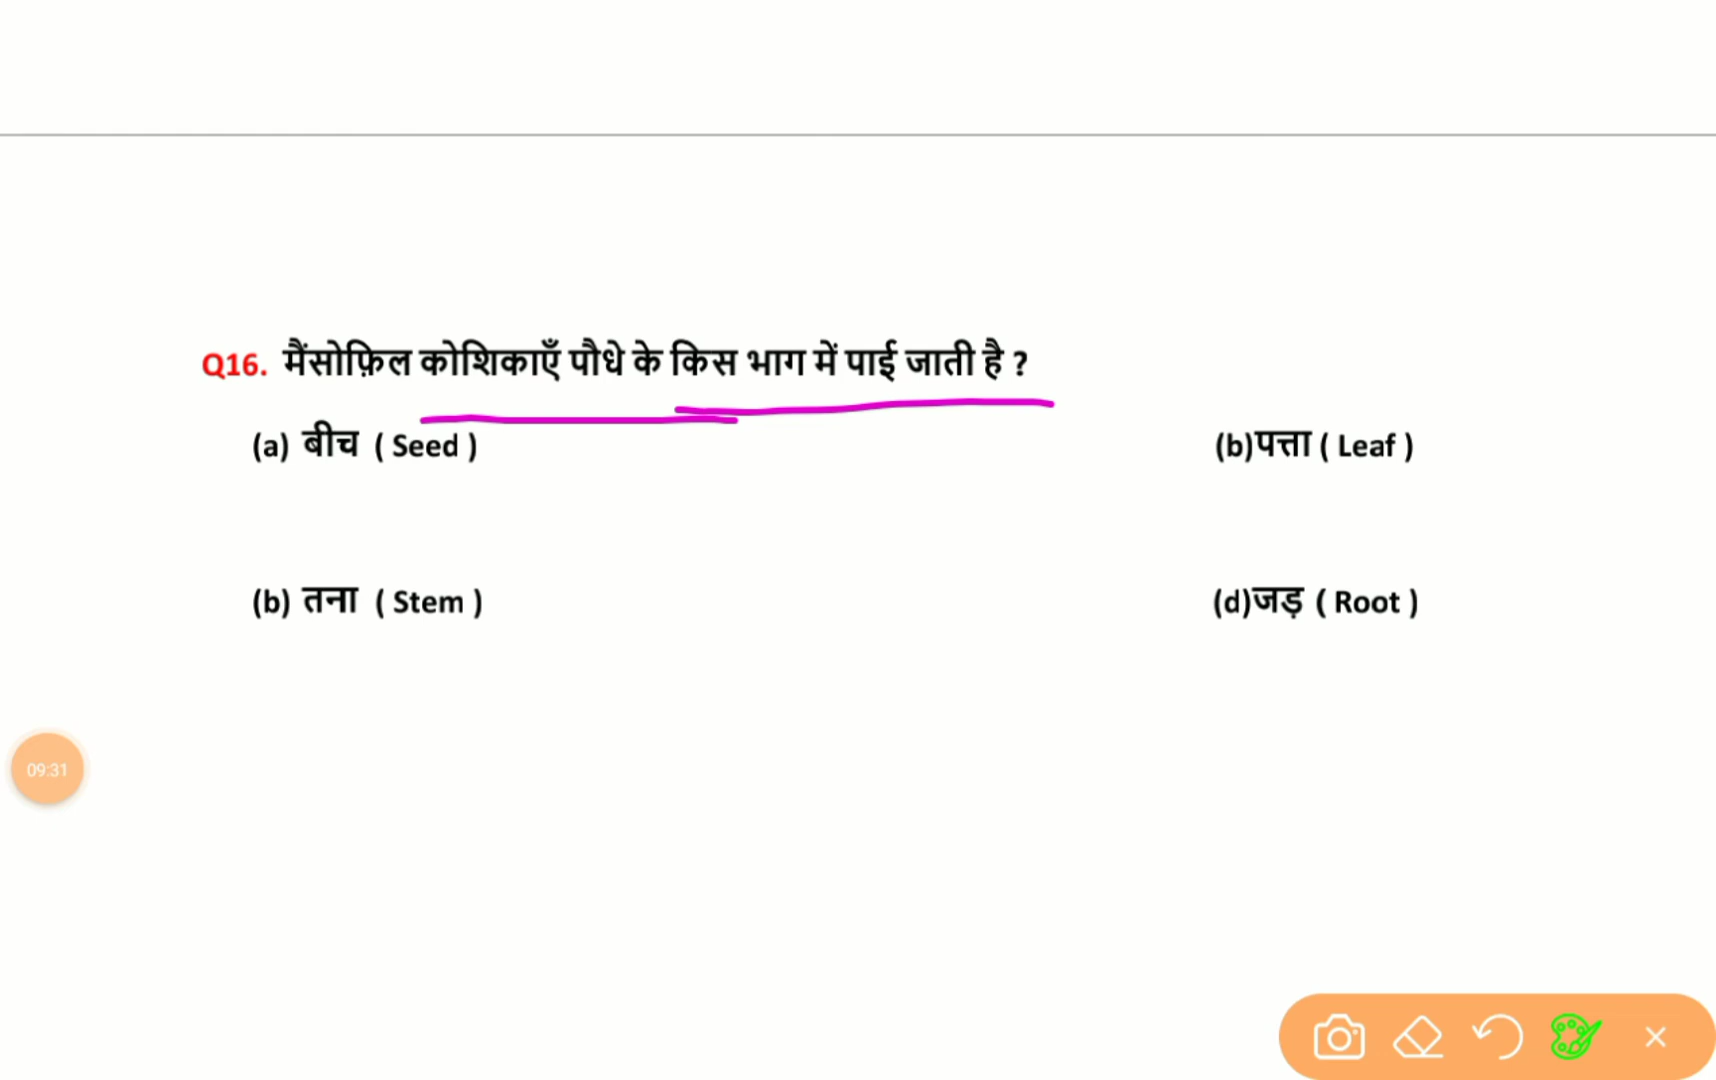 Q16. मैंसोफ़िल कोशिकाएँ पौधे के किस भाग में पाई जाती है ?
(a) बीच ( Seed ) (b)पत्ता ( Leaf )
(b) तना ( Stem ) (d)जड़ ( Root )
09:31